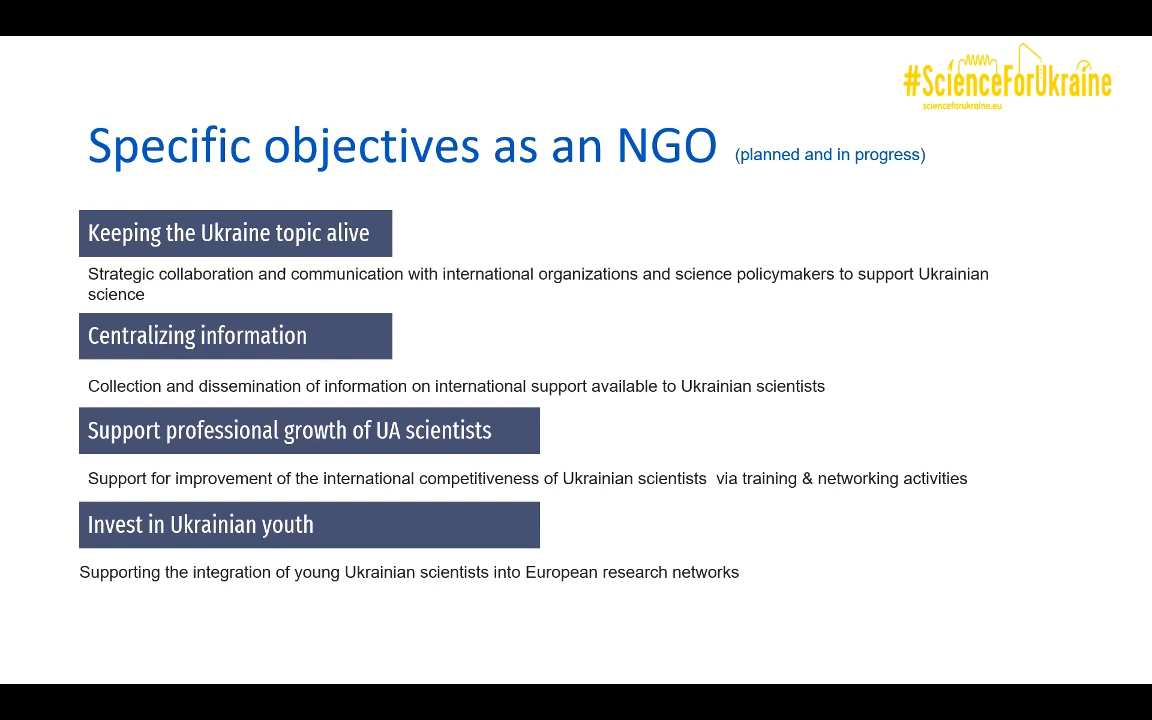 #ScienceForUkraine
scienceforukraine.eu
Specific objectives as an NGO (planned and in progress)
Keeping the Ukraine topic alive
Strategic collaboration and communication with international organizations and science policymakers to support Ukrainian
science
Centralizing information
Collection and dissemination of information on international support available to Ukrainian scientists
Support professional growth of UA scientists
Support for improvement of the international competitiveness of Ukrainian scientists  via training & networking activities
Invest in Ukrainian youth
Supporting the integration of young Ukrainian scientists into European research networks